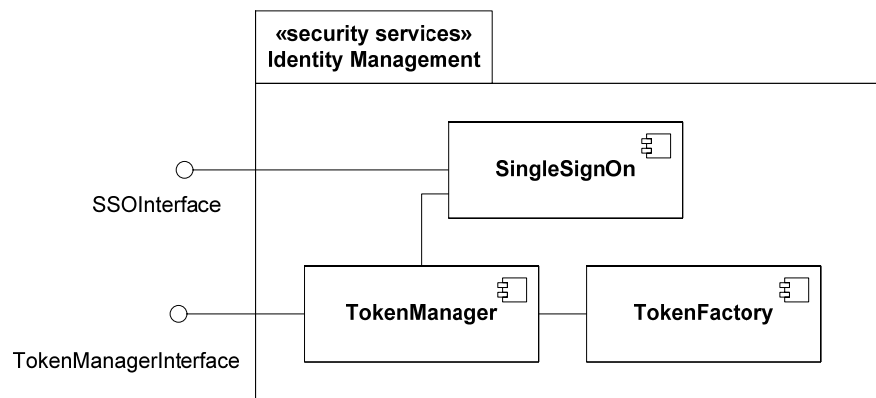 «security services»
Identity Management
SingleSignOn
SSOInterface
TokenManager
TokenFactory
TokenManagerInterface